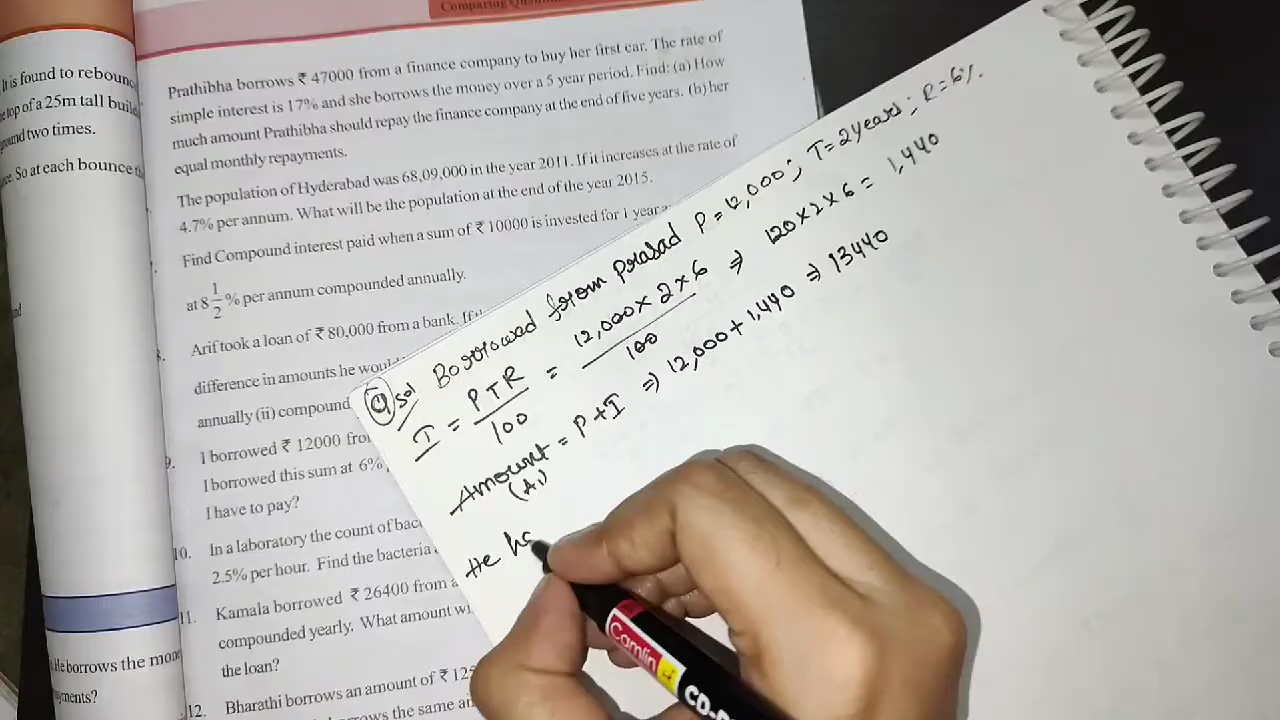 Comparing
It is found to reboun
top of a 25m tall buil
ound two times.
So at each bounce
He borrows the mon
ayments?
Prathibha borrows ₹ 47000 from a finance company to buy her first car. The rate of
simple interest is 17% and she borrows the money over a 5 year period. Find: (a) How
much amount Prathibha should repay the finance company at the end of five years. (b) her
equal monthly repayments.
The population of Hyderabad was 68,09,000 in the year 2011. If it increases at the rate of
4.7% per annum. What will be the population at the end of the year 2015.
Find Compound interest paid when a sum of ₹ 10000 is invested for 1 year a
at 8 1/2 % per annum compounded annually.
Arif took a loan of ₹ 80,000 from a bank. If
difference in amounts he would
annually (ii) compound
9. I borrowed ₹ 12000 fro
I borrowed this sum at 6%
I have to pay?
10. In a laboratory the count of bac
2.5% per hour. Find the bacteria
11. Kamala borrowed ₹ 26400 from a
compounded yearly. What amount wi
the loan?
12. Bharathi borrows an amount of ₹ 12
rows the same an
9 Sol Borrowed from Prasad P = 12,000; T = 2 years; R = 6%.
I = PTR/100 = 12,000 × 2 × 6/100 ⇒ 120 × 2 × 6 = 1,440
Amount = P + I ⇒ 12,000 + 1,440 ⇒ 13440
(A1)
He ha
Camlin
CD-